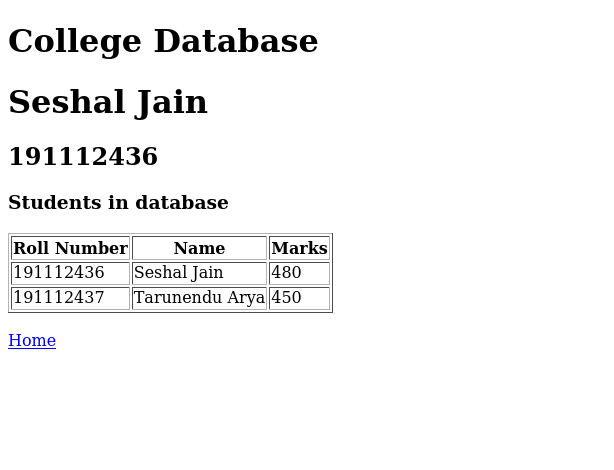 College Database
Seshal Jain
191112436
Students in database
Roll Number Name Marks
191112436 Seshal Jain 480
191112437 Tarunendu Arya 450
Home